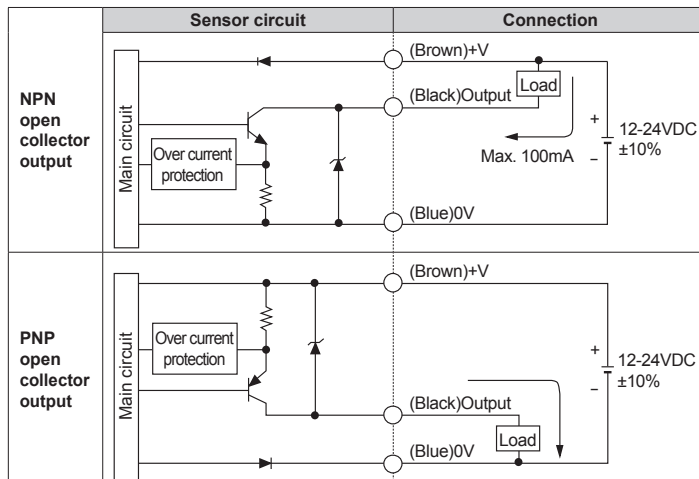 Sensor circuit
Connection
NPN
open
collector
output
Main circuit
Over current
protection
(Brown)+V
(Black)Output
Load
Max. 100mA
+
−
12-24VDC
±10%
(Blue)0V
PNP
open
collector
output
Main circuit
Over current
protection
(Brown)+V
+
−
12-24VDC
±10%
(Black)Output
Load
(Blue)0V